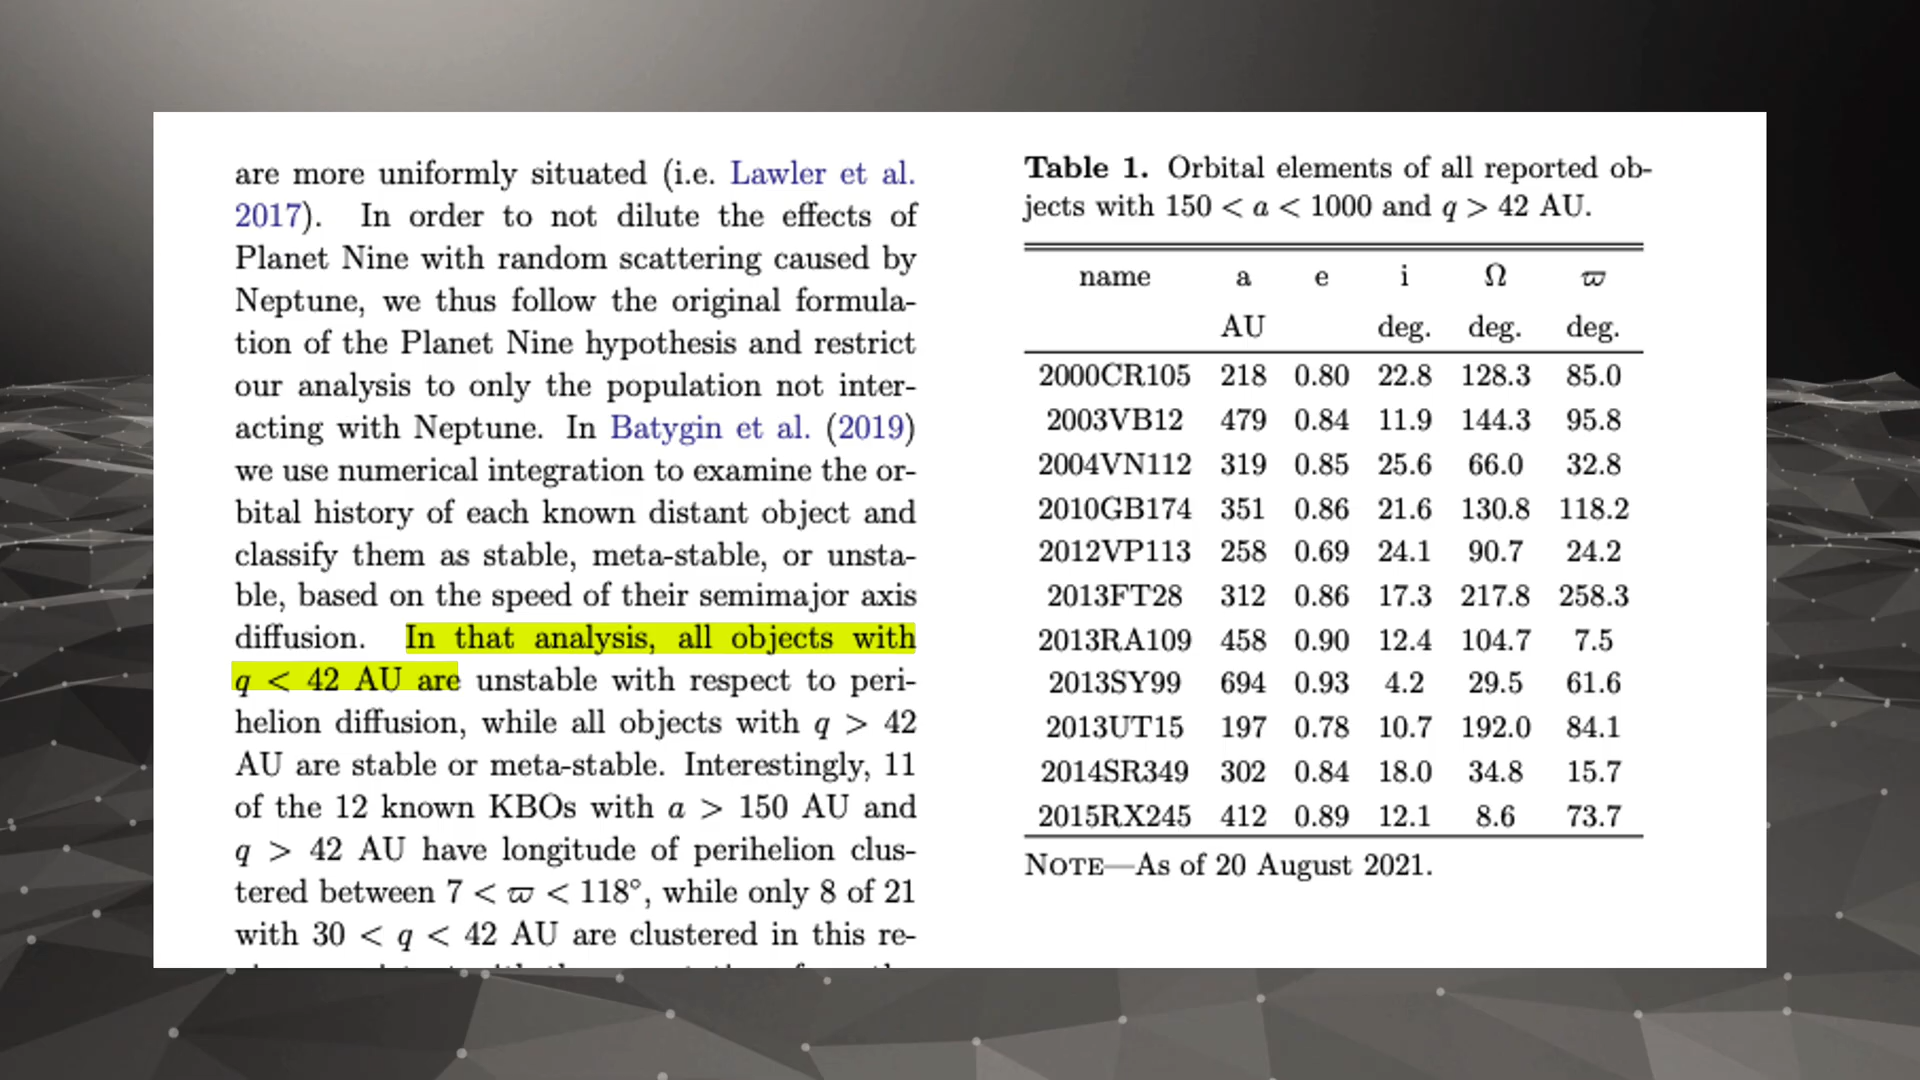 are more uniformly situated (i.e. Lawler et al.
2017). In order to not dilute the effects of
Planet Nine with random scattering caused by
Neptune, we thus follow the original formula-
tion of the Planet Nine hypothesis and restrict
our analysis to only the population not inter-
acting with Neptune. In Batygin et al. (2019)
we use numerical integration to examine the or-
bital history of each known distant object and
classify them as stable, meta-stable, or unsta-
ble, based on the speed of their semimajor axis
diffusion. In that analysis, all objects with
q < 42 AU are unstable with respect to peri-
helion diffusion, while all objects with q > 42
AU are stable or meta-stable. Interestingly, 11
of the 12 known KBOs with a > 150 AU and
q > 42 AU have longitude of perihelion clus-
tered between 7 < ϖ < 118°, while only 8 of 21
with 30 < q < 42 AU are clustered in this re-
Table 1. Orbital elements of all reported ob-
jects with 150 < a < 1000 and q > 42 AU.
name a e i Ω ϖ
AU deg. deg. deg.
2000CR105 218 0.80 22.8 128.3 85.0
2003VB12 479 0.84 11.9 144.3 95.8
2004VN112 319 0.85 25.6 66.0 32.8
2010GB174 351 0.86 21.6 130.8 118.2
2012VP113 258 0.69 24.1 90.7 24.2
2013FT28 312 0.86 17.3 217.8 258.3
2013RA109 458 0.90 12.4 104.7 7.5
2013SY99 694 0.93 4.2 29.5 61.6
2013UT15 197 0.78 10.7 192.0 84.1
2014SR349 302 0.84 18.0 34.8 15.7
2015RX245 412 0.89 12.1 8.6 73.7
NOTE—As of 20 August 2021.